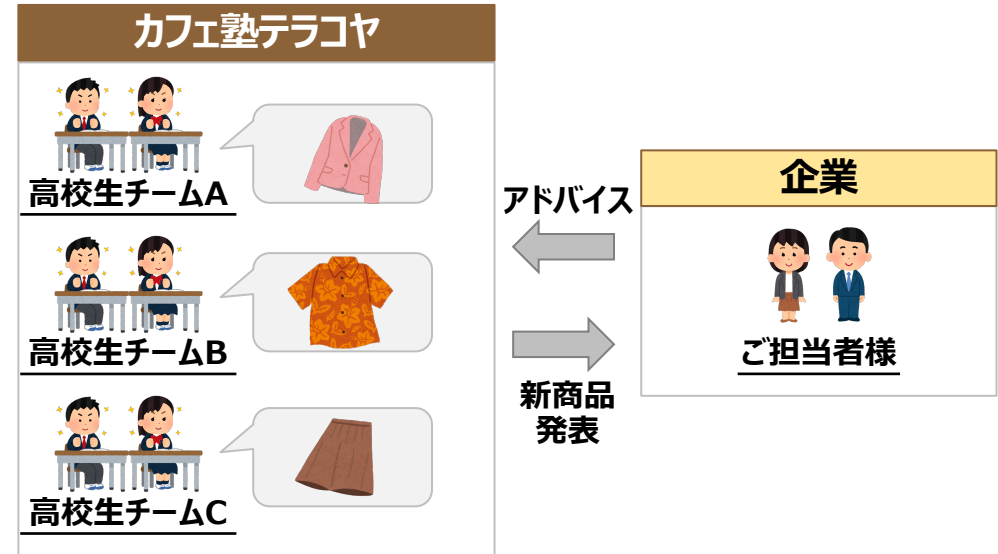 カフェ塾テラコヤ
高校生チームA
高校生チームB
高校生チームC
アドバイス
新商品
発表
企業
ご担当者様